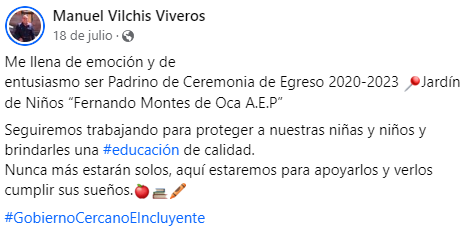 Manuel Vilchis Viveros
18 de julio ·
Me llena de emoción y de
entusiasmo ser Padrino de Ceremonia de Egreso 2020-2023 📍Jardín
de Niños “Fernando Montes de Oca A.E.P”
Seguiremos trabajando para proteger a nuestras niñas y niños y
brindarles una #educación de calidad.
Nunca más estarán solos, aquí estaremos para apoyarlos y verlos
cumplir sus sueños.🍎📚🖍️
#GobiernoCercanoEIncluyente